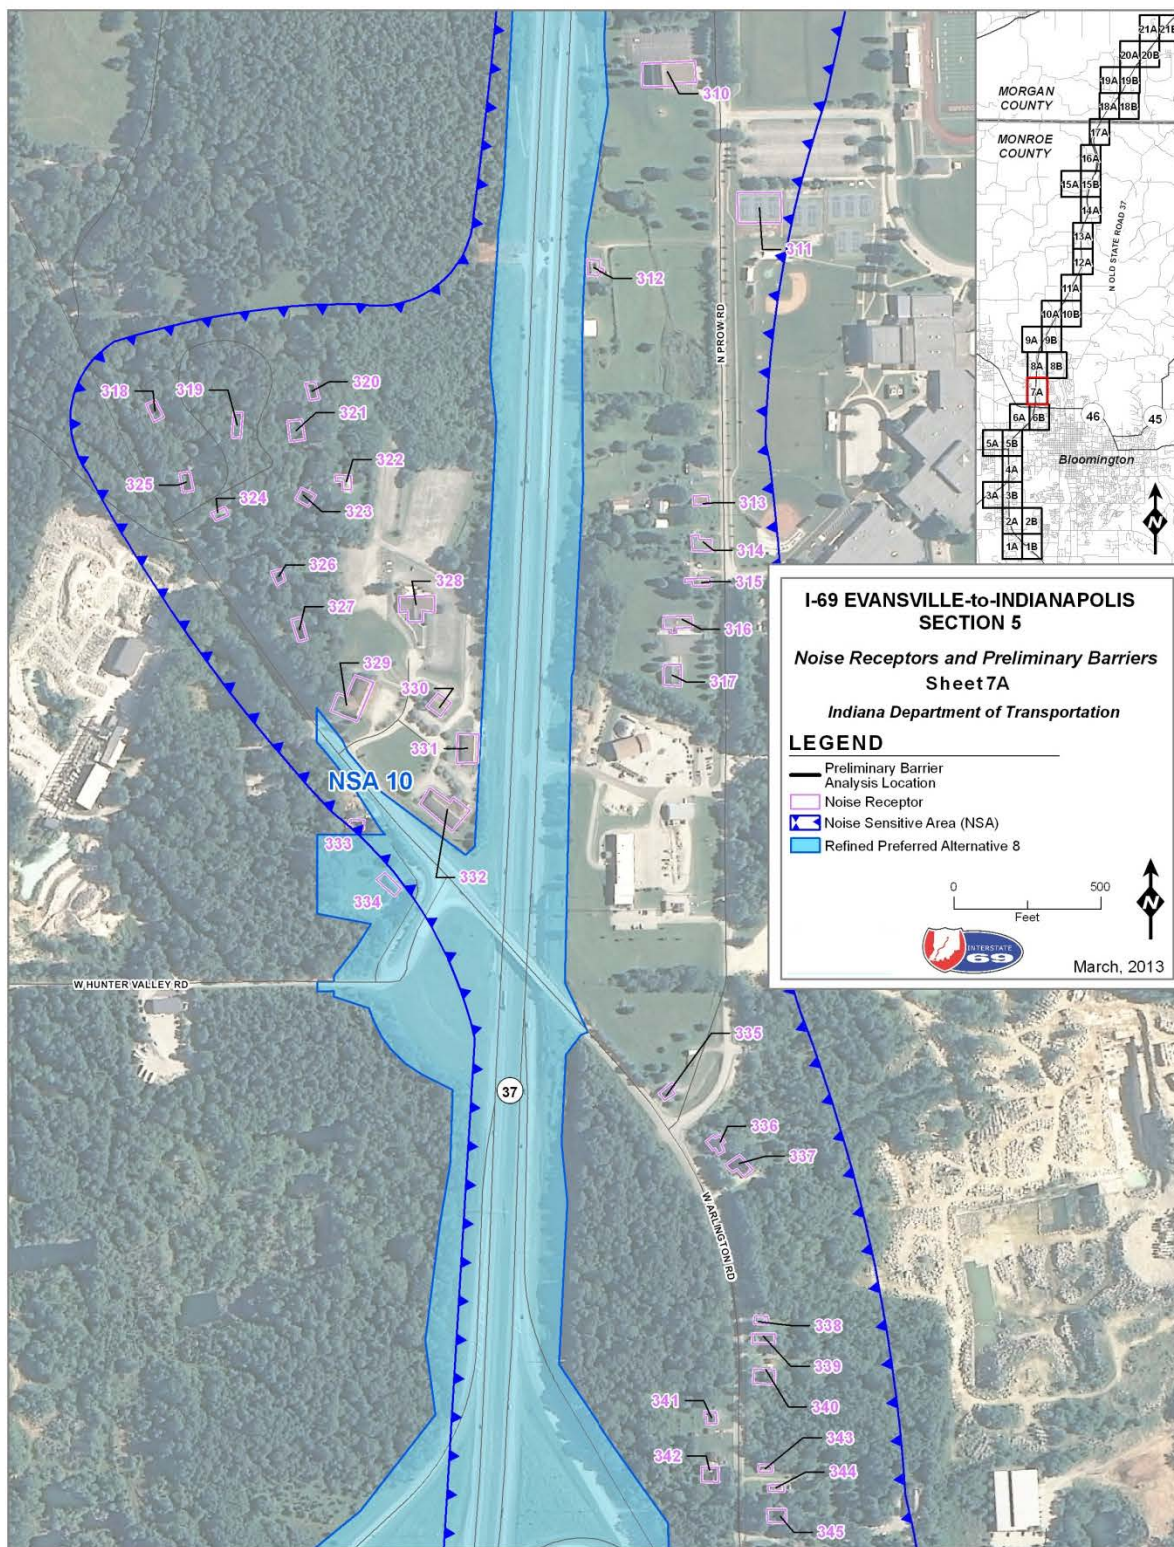 310
311
312
N PROW RD
318
319
320
321
322
325
324
323
313
314
326
315
327
328
316
317
329
330
331
NSA 10
333
332
334
W HUNTER VALLEY RD
335
37
336
337
W ARLINGTON RD
338
339
340
341
343
342
344
345
21A 21B
20A 20B
19A 19B
18A 18B
MORGAN
COUNTY
17A
MONROE
COUNTY
16A
15A 15B
14A
N OLD STATE ROAD 37
13A
12A
11A
10A 10B
9A 9B
8A 8B
7A
6A 6B
46
45
5A 5B
Bloomington
4A
3A 3B
2A 2B
1A 1B
N
I-69 EVANSVILLE-to-INDIANAPOLIS
SECTION 5
Noise Receptors and Preliminary Barriers
Sheet 7A
Indiana Department of Transportation
LEGEND
Preliminary Barrier
Analysis Location
Noise Receptor
Noise Sensitive Area (NSA)
Refined Preferred Alternative 8
0 500
Feet
N
INTERSTATE
69
March, 2013